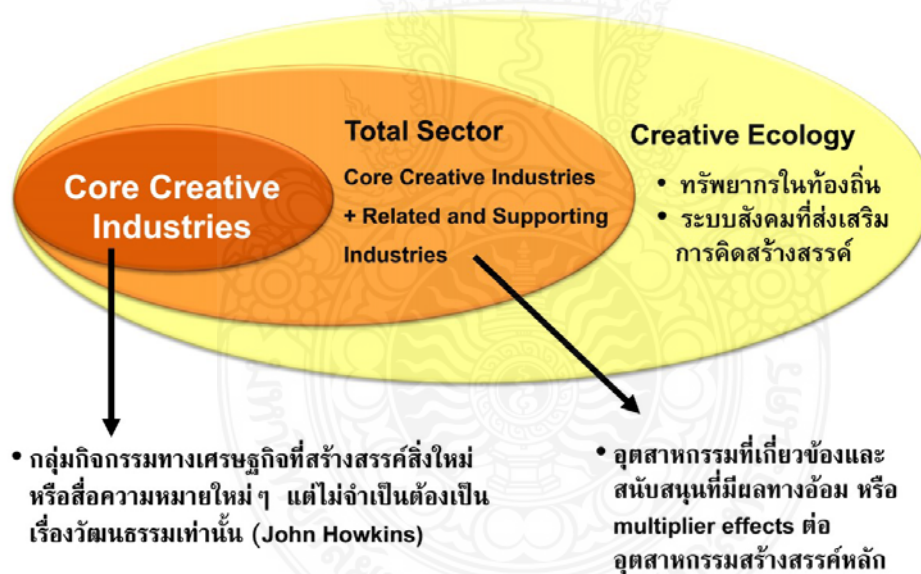 Core Creative
Industries
Total Sector
Core Creative Industries
+ Related and Supporting
Industries
Creative Ecology
• ทรัพยากรในท้องถิ่น
• ระบบสังคมที่ส่งเสริม
การคิดสร้างสรรค์
• กลุ่มกิจกรรมทางเศรษฐกิจที่สร้างสรรค์สิ่งใหม่
หรือสื่อความหมายใหม่ ๆ แต่ไม่จำเป็นต้องเป็น
เรื่องวัฒนธรรมเท่านั้น (John Howkins)
• อุตสาหกรรมที่เกี่ยวข้องและ
สนับสนุนที่มีผลทางอ้อม หรือ
multiplier effects ต่อ
อุตสาหกรรมสร้างสรรค์หลัก